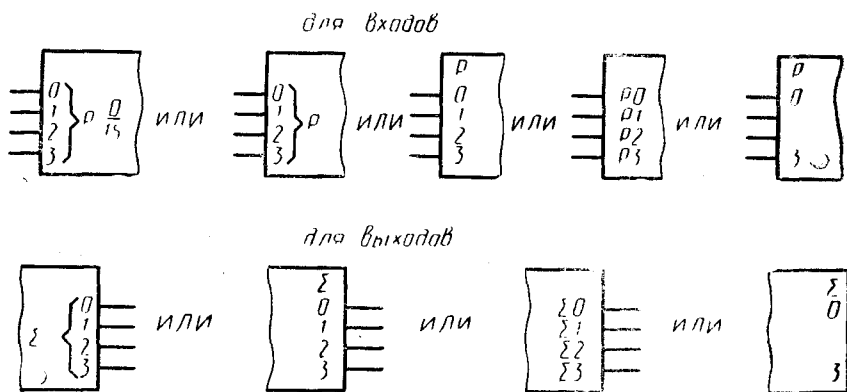 для входов
0 1 2 3 } P 0/15 или 0 1 2 3 } P или P 0 1 2 3 или P0 P1 P2 P3 или P 0 3
для выходов
Σ { 0 1 2 3 или Σ 0 1 2 3 или Σ0 Σ1 Σ2 Σ3 или Σ 0 3